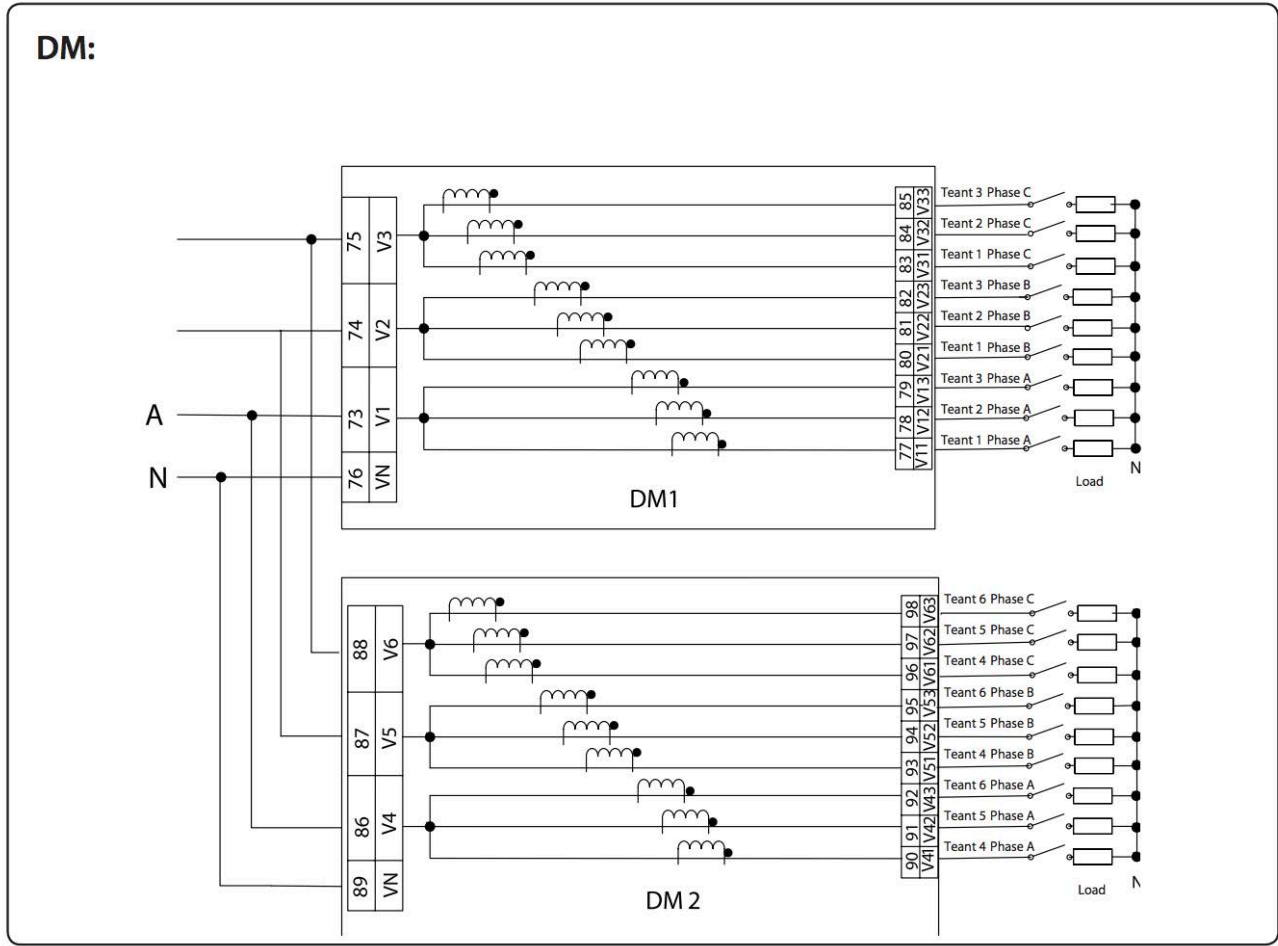 DM:
75 V3
74 V2
A
73 V1
N
76 VN
85 V33 Teant 3 Phase C
84 V32 Teant 2 Phase C
83 V31 Teant 1 Phase C
82 V23 Teant 3 Phase B
81 V22 Teant 2 Phase B
80 V21 Teant 1 Phase B
79 V13 Teant 3 Phase A
78 V12 Teant 2 Phase A
77 V11 Teant 1 Phase A
Load
N
DM1
88 V6
87 V5
86 V4
89 VN
98 V63 Teant 6 Phase C
97 V62 Teant 5 Phase C
96 V61 Teant 4 Phase C
95 V53 Teant 6 Phase B
94 V52 Teant 5 Phase B
93 V51 Teant 4 Phase B
92 V43 Teant 6 Phase A
91 V42 Teant 5 Phase A
90 V41 Teant 4 Phase A
Load
N
DM 2